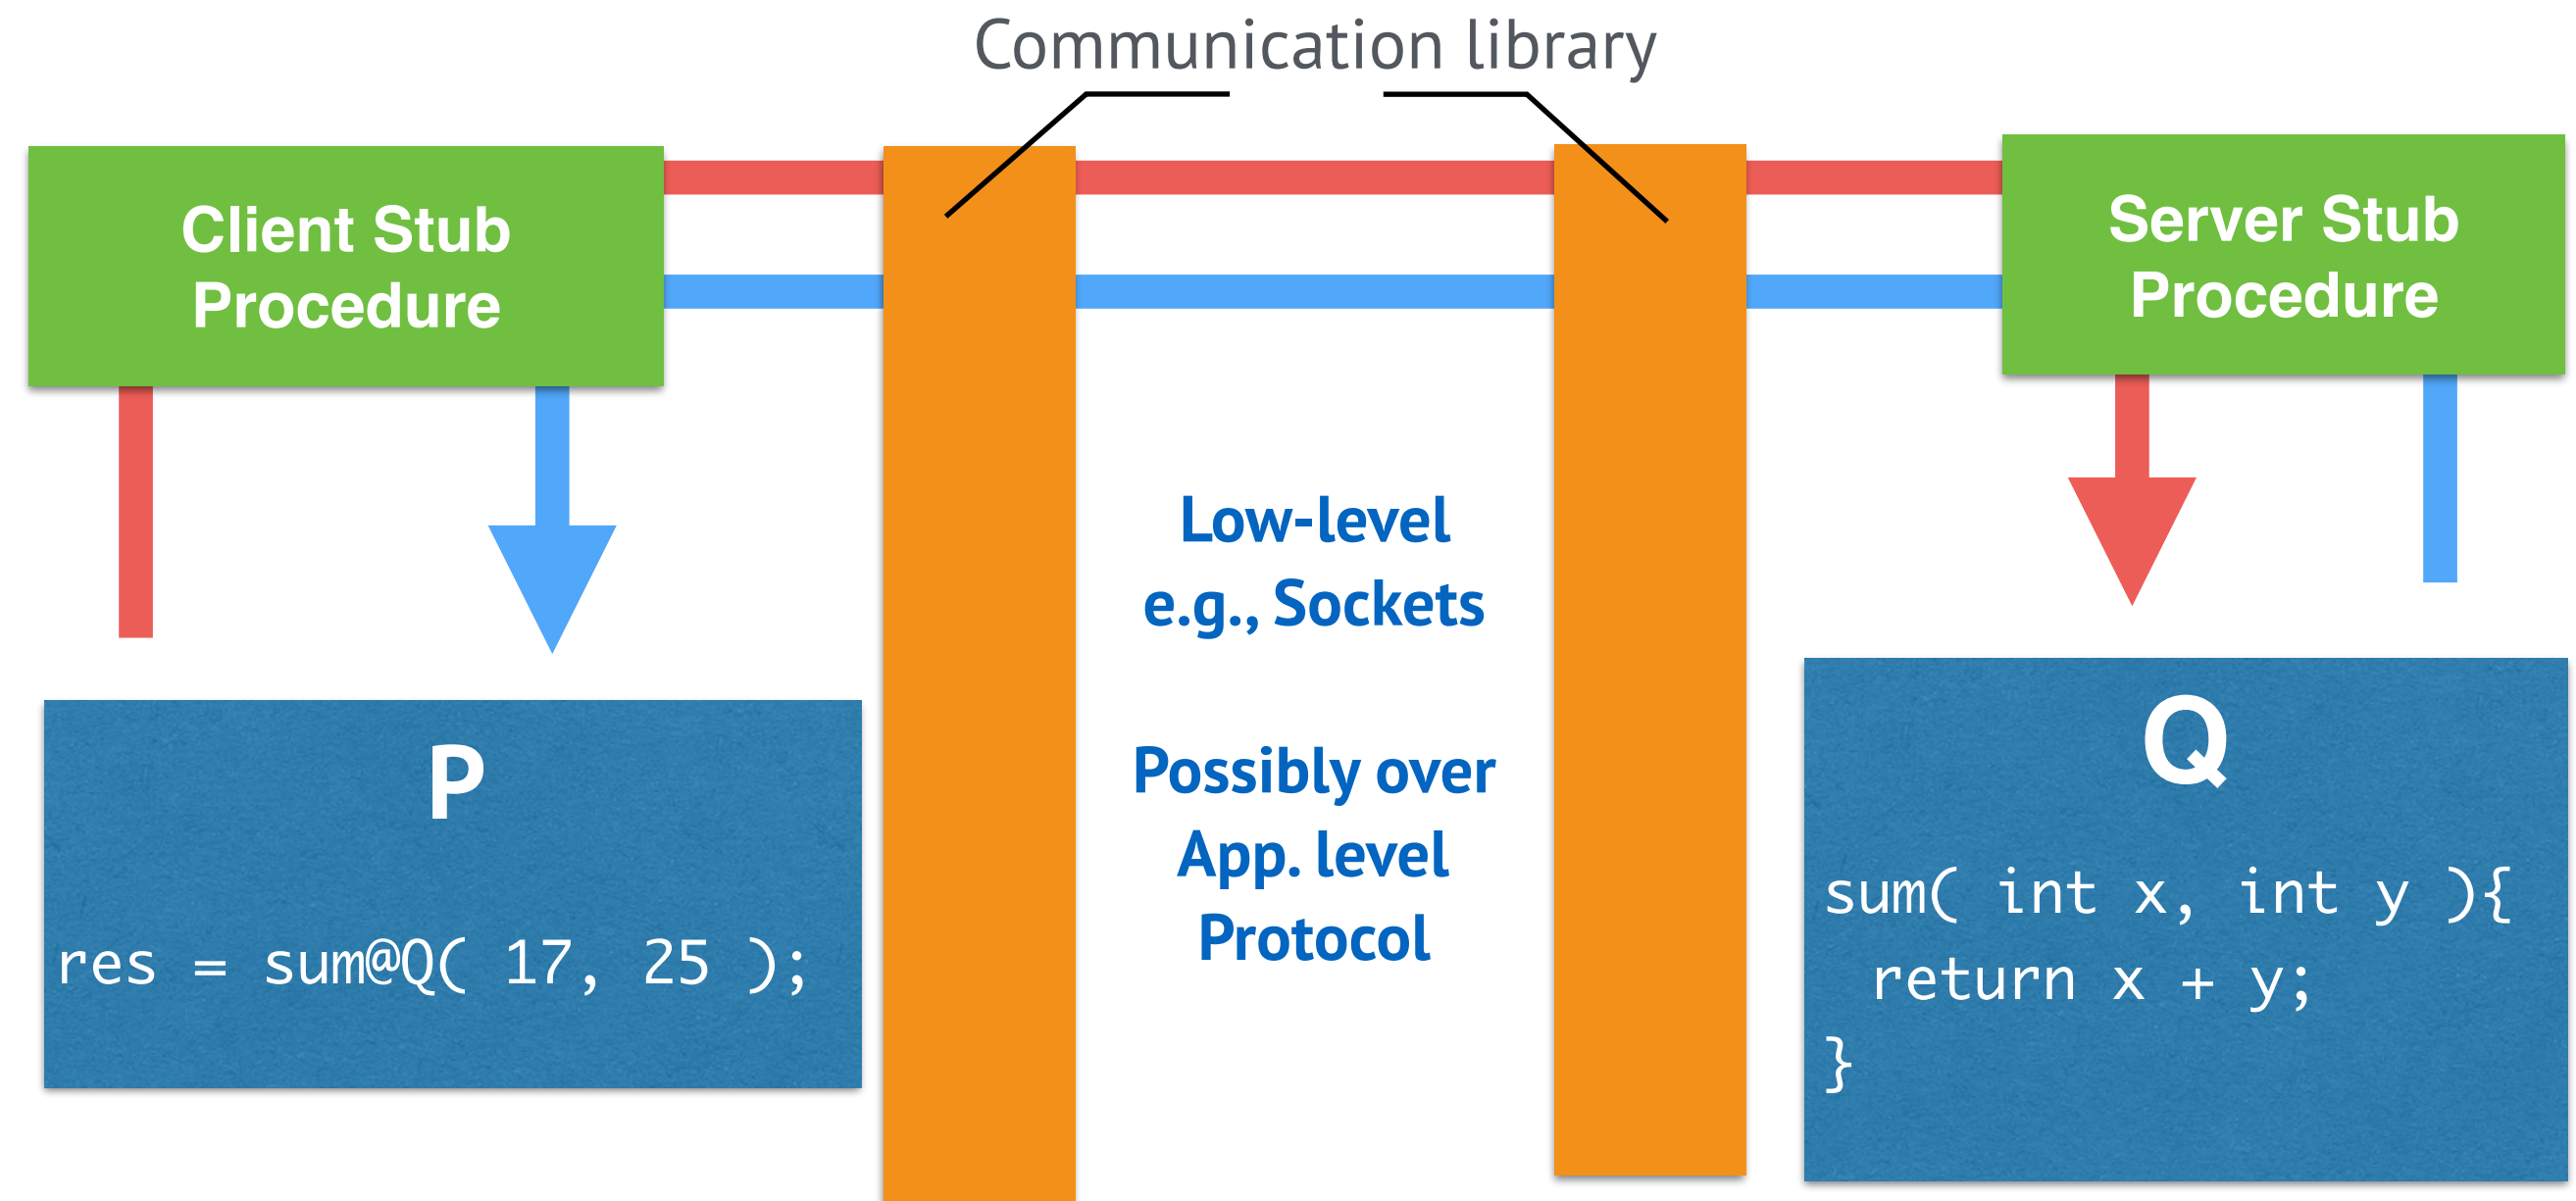 Communication library
Client Stub
Procedure
Server Stub
Procedure
Low-level
e.g., Sockets
Possibly over
App. level
Protocol
P
res = sum@Q( 17, 25 );
Q
sum( int x, int y ){
return x + y;
}